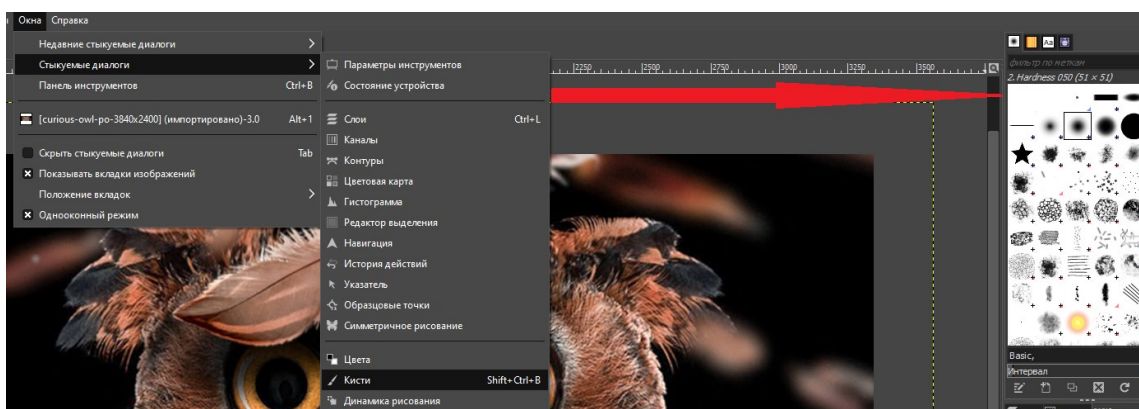 Окна Справка
Недавние стыкуемые диалоги
Стыкуемые диалоги
Панель инструментов Ctrl+B
[curious-owl-po-3840x2400] (импортировано)-3.0 Alt+1
Скрыть стыкуемые диалоги Tab
Показывать вкладки изображений
Положение вкладок
Однооконный режим
Параметры инструментов
Состояние устройства
Слои Ctrl+L
Каналы
Контуры
Цветовая карта
Гистограмма
Редактор выделения
Навигация
История действий
Указатель
Образцовые точки
Симметричное рисование
Цвета
Кисти Shift+Ctrl+B
Динамика рисования
2250 2500 2750 3000 3250 3500
Aa
фильтр по меткам
2. Hardness 050 (51 × 51)
Basic,
Интервал